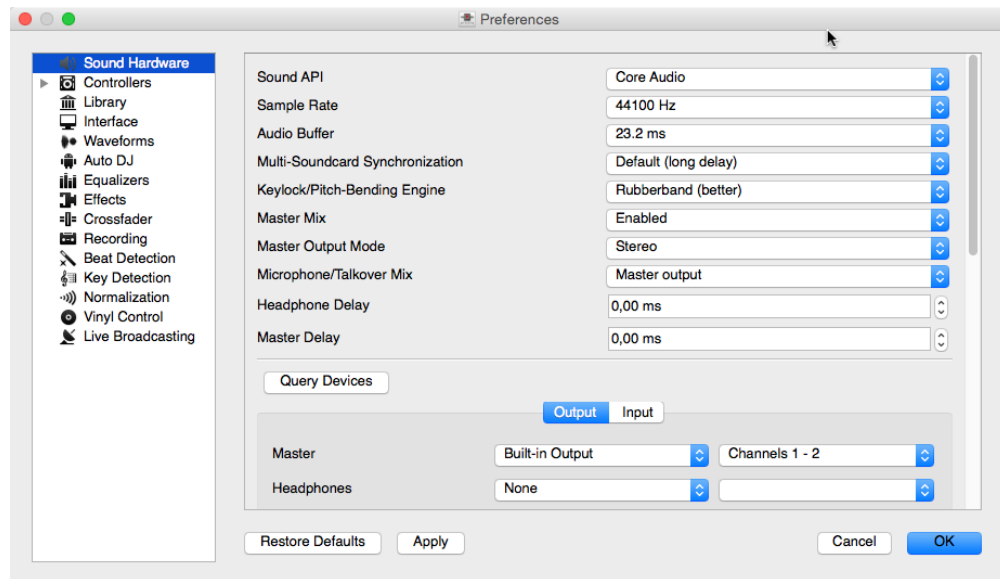 Preferences
Sound Hardware
Controllers
Library
Interface
Waveforms
Auto DJ
Equalizers
Effects
Crossfader
Recording
Beat Detection
Key Detection
Normalization
Vinyl Control
Live Broadcasting
Sound API Core Audio
Sample Rate 44100 Hz
Audio Buffer 23.2 ms
Multi-Soundcard Synchronization Default (long delay)
Keylock/Pitch-Bending Engine Rubberband (better)
Master Mix Enabled
Master Output Mode Stereo
Microphone/Talkover Mix Master output
Headphone Delay 0,00 ms
Master Delay 0,00 ms
Query Devices
Output Input
Master Built-in Output Channels 1 - 2
Headphones None
Restore Defaults Apply Cancel OK